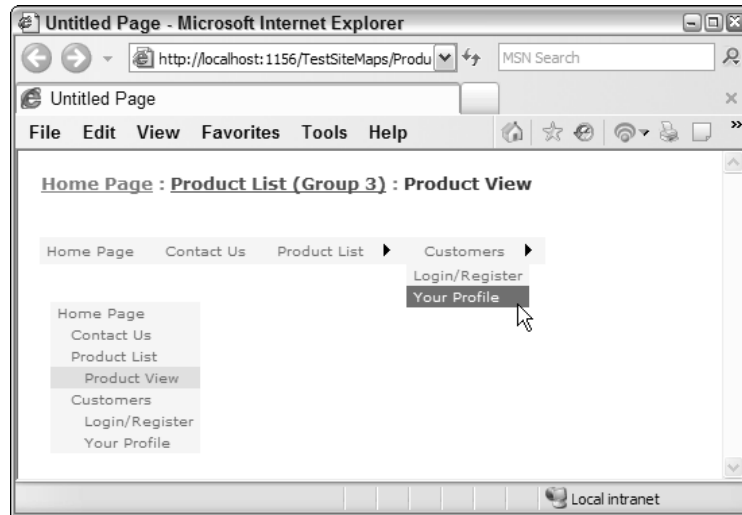 Untitled Page - Microsoft Internet Explorer
http://localhost:1156/TestSiteMaps/Produ
MSN Search
Untitled Page
File Edit View Favorites Tools Help
»
Home Page : Product List (Group 3) : Product View
Home Page Contact Us Product List Customers
Login/Register
Your Profile
Home Page
Contact Us
Product List
Product View
Customers
Login/Register
Your Profile
Local intranet